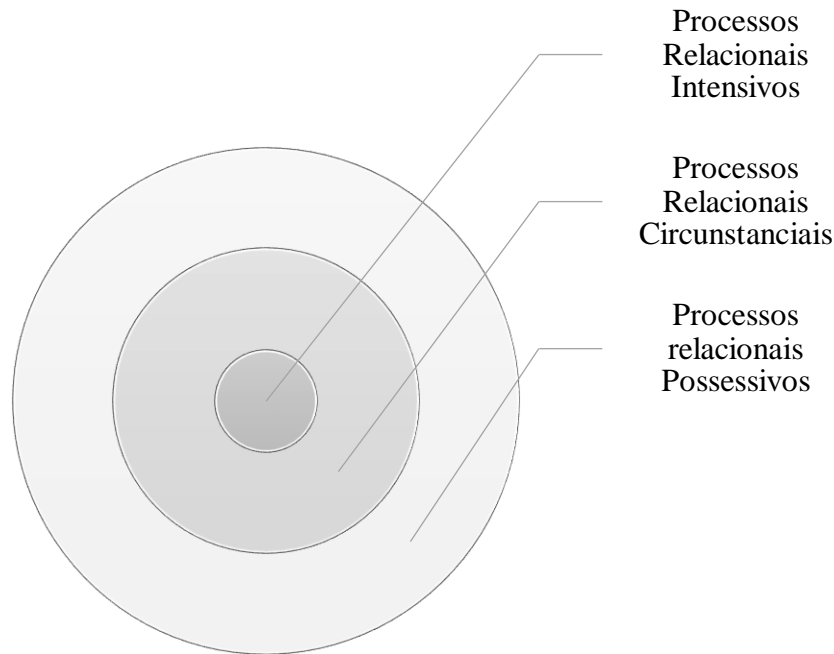 Processos
Relacionais
Intensivos
Processos
Relacionais
Circunstanciais
Processos
relacionais
Possessivos